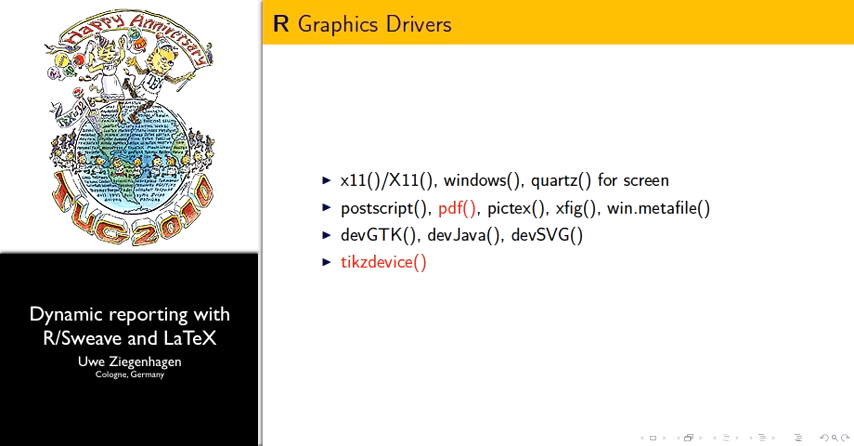 Happy Anniversary
TUG 2010
Dynamic reporting with
R/Sweave and LaTeX
Uwe Ziegenhagen
Cologne, Germany
R Graphics Drivers
x11()/X11(), windows(), quartz() for screen
postscript(), pdf(), pictex(), xfig(), win.metafile()
devGTK(), devJava(), devSVG()
tikzdevice()